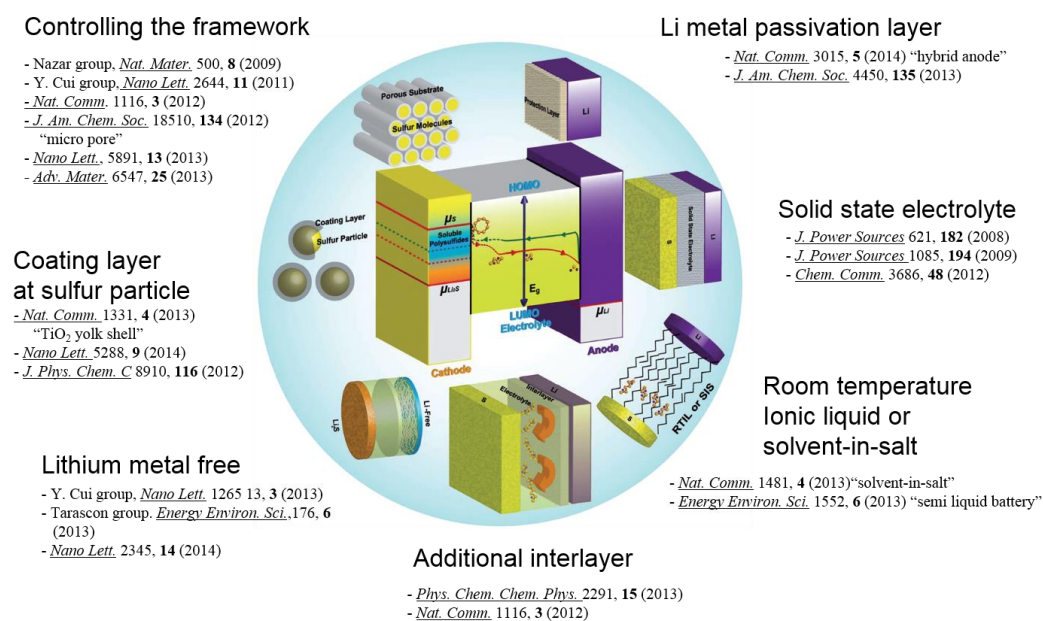 Controlling the framework
- Nazar group, Nat. Mater. 500, 8 (2009)
- Y. Cui group, Nano Lett. 2644, 11 (2011)
- Nat. Comm. 1116, 3 (2012)
- J. Am. Chem. Soc. 18510, 134 (2012)
“micro pore”
- Nano Lett., 5891, 13 (2013)
- Adv. Mater. 6547, 25 (2013)
Li metal passivation layer
- Nat. Comm. 3015, 5 (2014) “hybrid anode”
- J. Am. Chem. Soc. 4450, 135 (2013)
Porous Substrate
Sulfur Molecules
Protection Layer
Li
HOMO
μS
Soluble
Polysulfides
μLi₂S
Eg
LUMO
Electrolyte
μLi
Cathode
Anode
Coating Layer
Sulfur Particle
S
Solid State Electrolyte
Li
Solid state electrolyte
- J. Power Sources 621, 182 (2008)
- J. Power Sources 1085, 194 (2009)
- Chem. Comm. 3686, 48 (2012)
Coating layer
at sulfur particle
- Nat. Comm. 1331, 4 (2013)
“TiO₂ yolk shell”
- Nano Lett. 5288, 9 (2014)
- J. Phys. Chem. C 8910, 116 (2012)
Li₂S
Li-Free
S
Electrolyte
Interlayer
Li
Li
S
RTIL or SIS
Room temperature
Ionic liquid or
solvent-in-salt
- Nat. Comm. 1481, 4 (2013)“solvent-in-salt”
- Energy Environ. Sci. 1552, 6 (2013) “semi liquid battery”
Lithium metal free
- Y. Cui group, Nano Lett. 1265 13, 3 (2013)
- Tarascon group. Energy Environ. Sci.,176, 6
(2013)
- Nano Lett. 2345, 14 (2014)
Additional interlayer
- Phys. Chem. Chem. Phys. 2291, 15 (2013)
- Nat. Comm. 1116, 3 (2012)